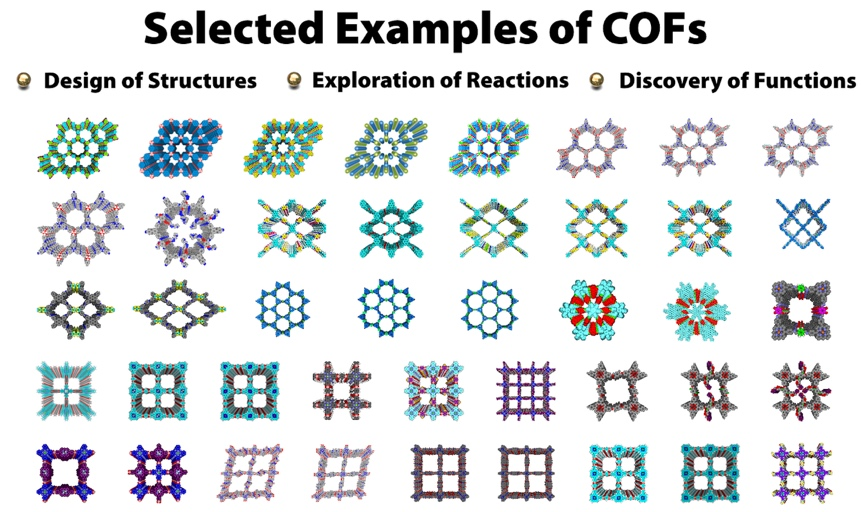 Selected Examples of COFs
Design of Structures Exploration of Reactions Discovery of Functions